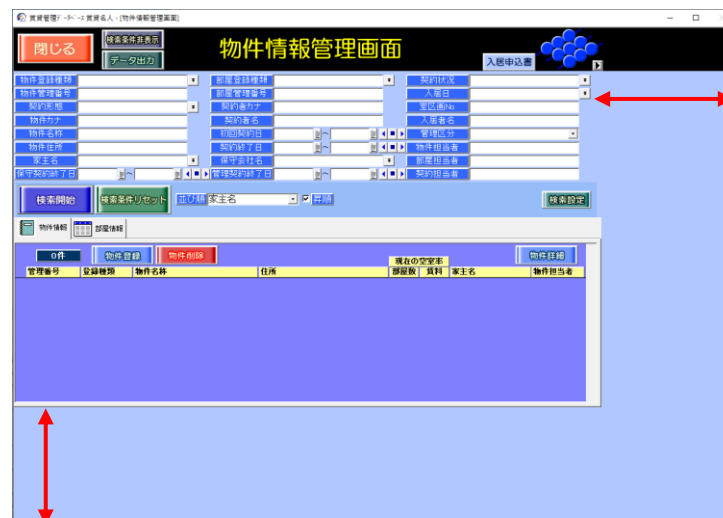 賃貸管理データベース 賃貸名人 - [物件情報管理画面]
閉じる
検索条件非表示
データ出力
物件情報管理画面
入居申込書
物件登録種類 部屋登録種類 契約状況
物件管理番号 部屋管理番号 入居日
契約形態 契約者カナ 室区画No
物件カナ 契約者名 入居者名
物件名称 初回契約日 ~ 管理区分
物件住所 契約終了日 ~ 物件担当者
家主名 保守会社名 部屋担当者
保守契約終了日 ~ 管理契約終了日 ~ 契約担当者
検索開始 検索条件リセット 並び順 家主名 昇順 検索設定
物件情報 部屋情報
0件 物件登録 物件削除 物件詳細
現在の空室率
管理番号 登録種類 物件名称 住所 部屋数 賃料 家主名 物件担当者